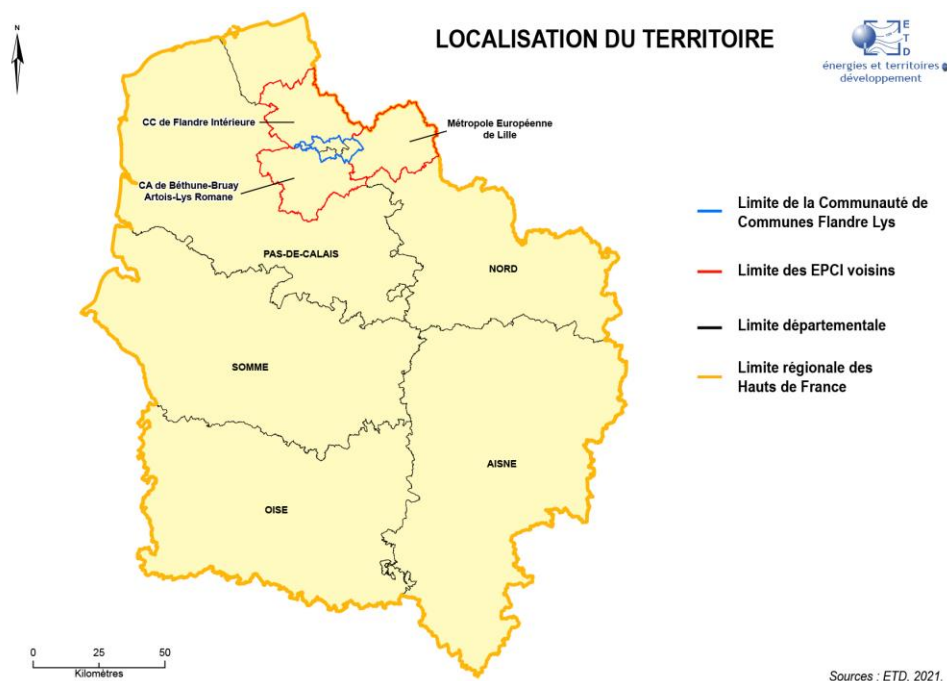 N
LOCALISATION DU TERRITOIRE
E
T
D
énergies et territoires
développement
CC de Flandre Intérieure
Métropole Européenne
de Lille
CA de Béthune-Bruay
Artois-Lys Romane
PAS-DE-CALAIS
NORD
SOMME
AISNE
OISE
Limite de la Communauté de
Communes Flandre Lys
Limite des EPCI voisins
Limite départementale
Limite régionale des
Hauts de France
0 25 50
Kilomètres
Sources : ETD, 2021.